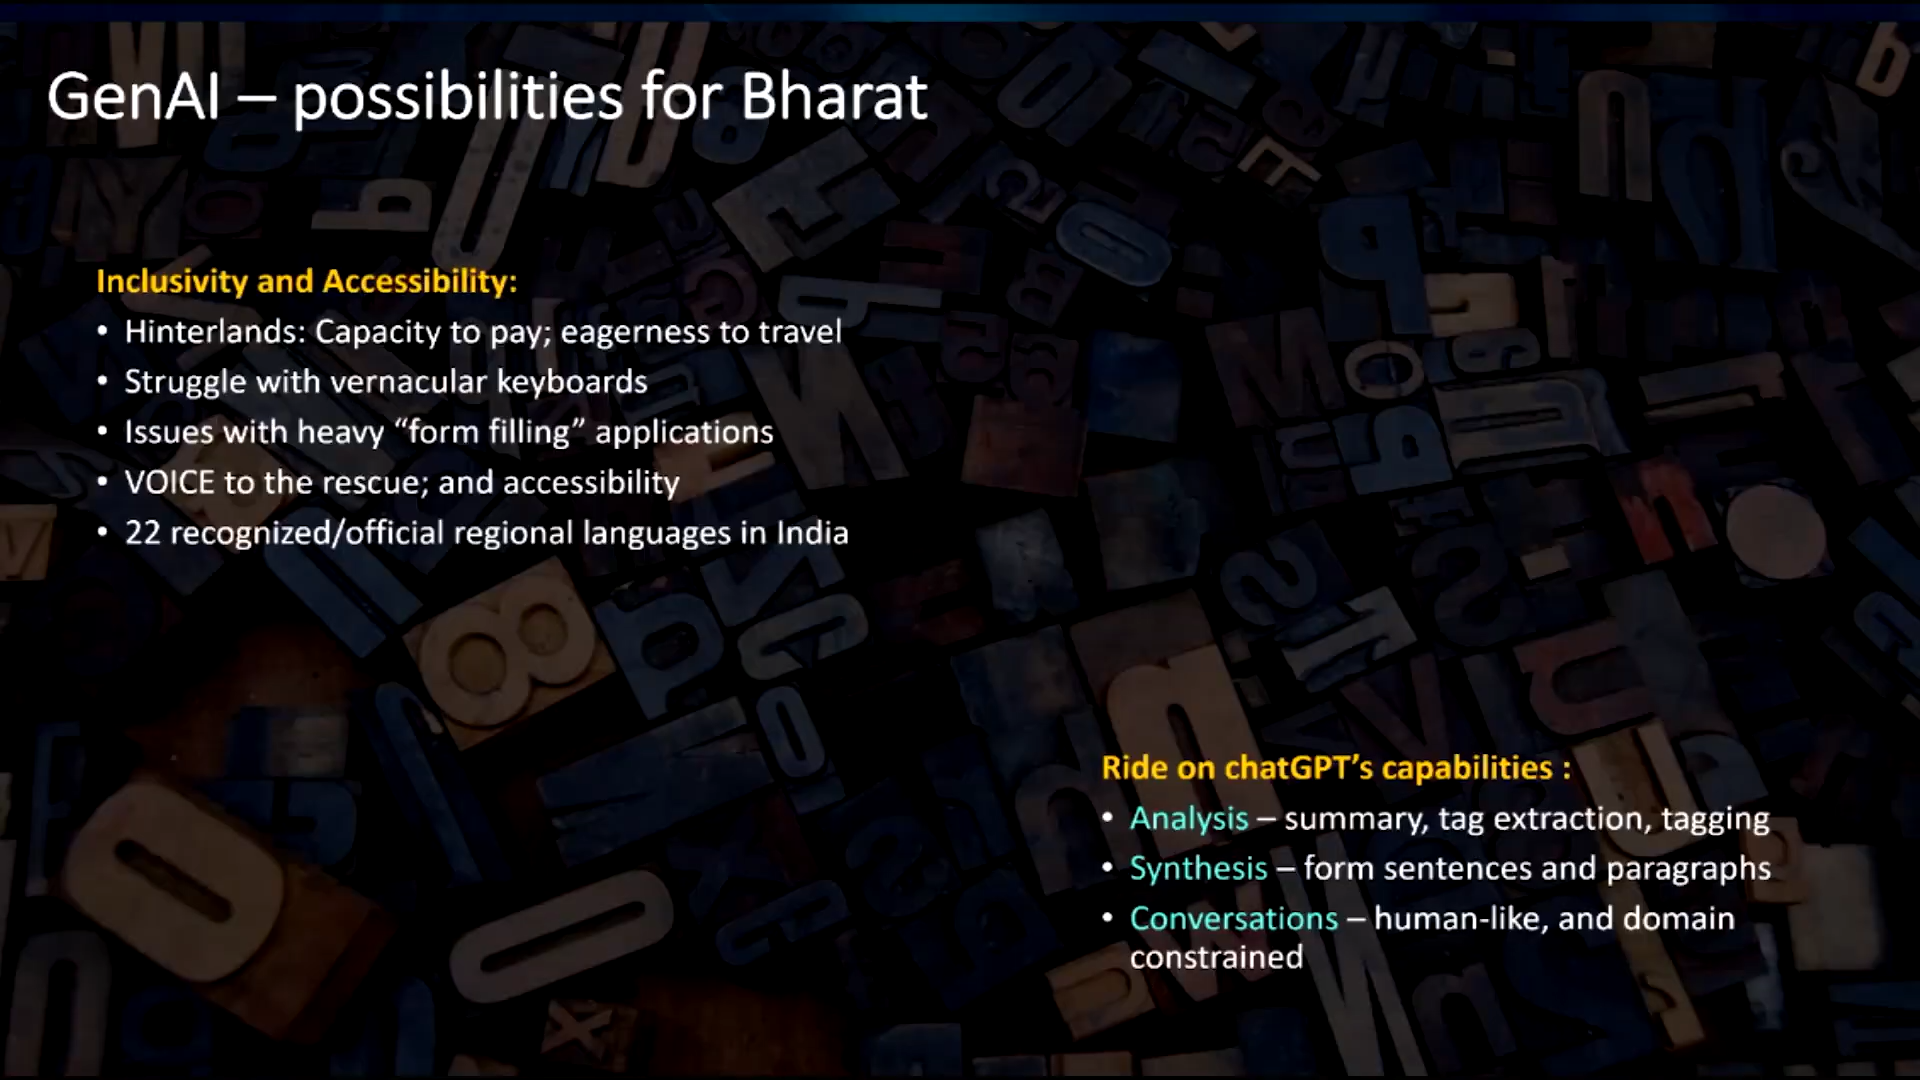 GenAI – possibilities for Bharat
Inclusivity and Accessibility:
• Hinterlands: Capacity to pay; eagerness to travel
• Struggle with vernacular keyboards
• Issues with heavy “form filling” applications
• VOICE to the rescue; and accessibility
• 22 recognized/official regional languages in India
Ride on chatGPT’s capabilities :
• Analysis – summary, tag extraction, tagging
• Synthesis – form sentences and paragraphs
• Conversations – human-like, and domain
constrained